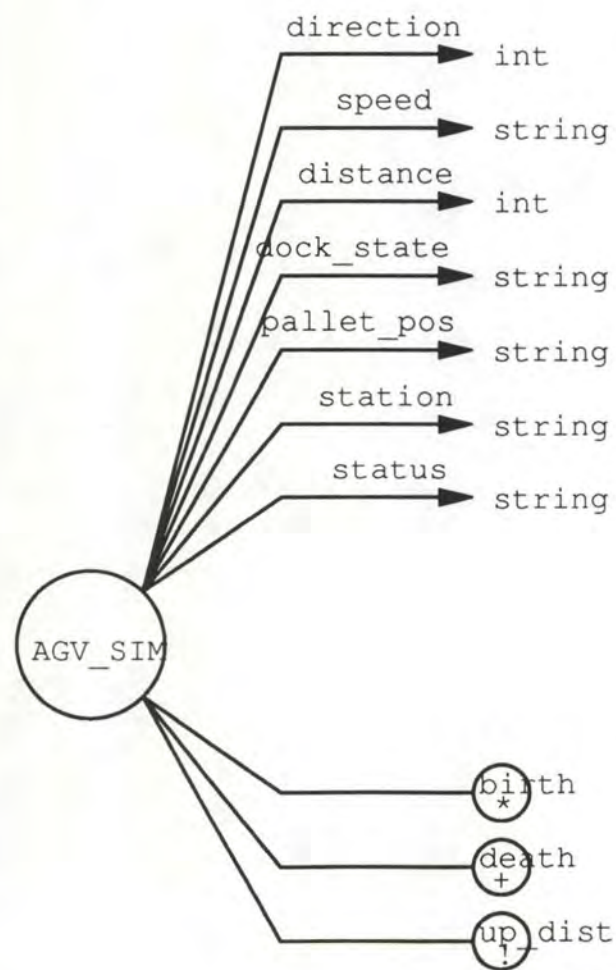 direction
int
speed
string
distance
int
dock_state
string
pallet_pos
string
station
string
status
string
AGV_SIM
birth
*
death
+
up_dist
!